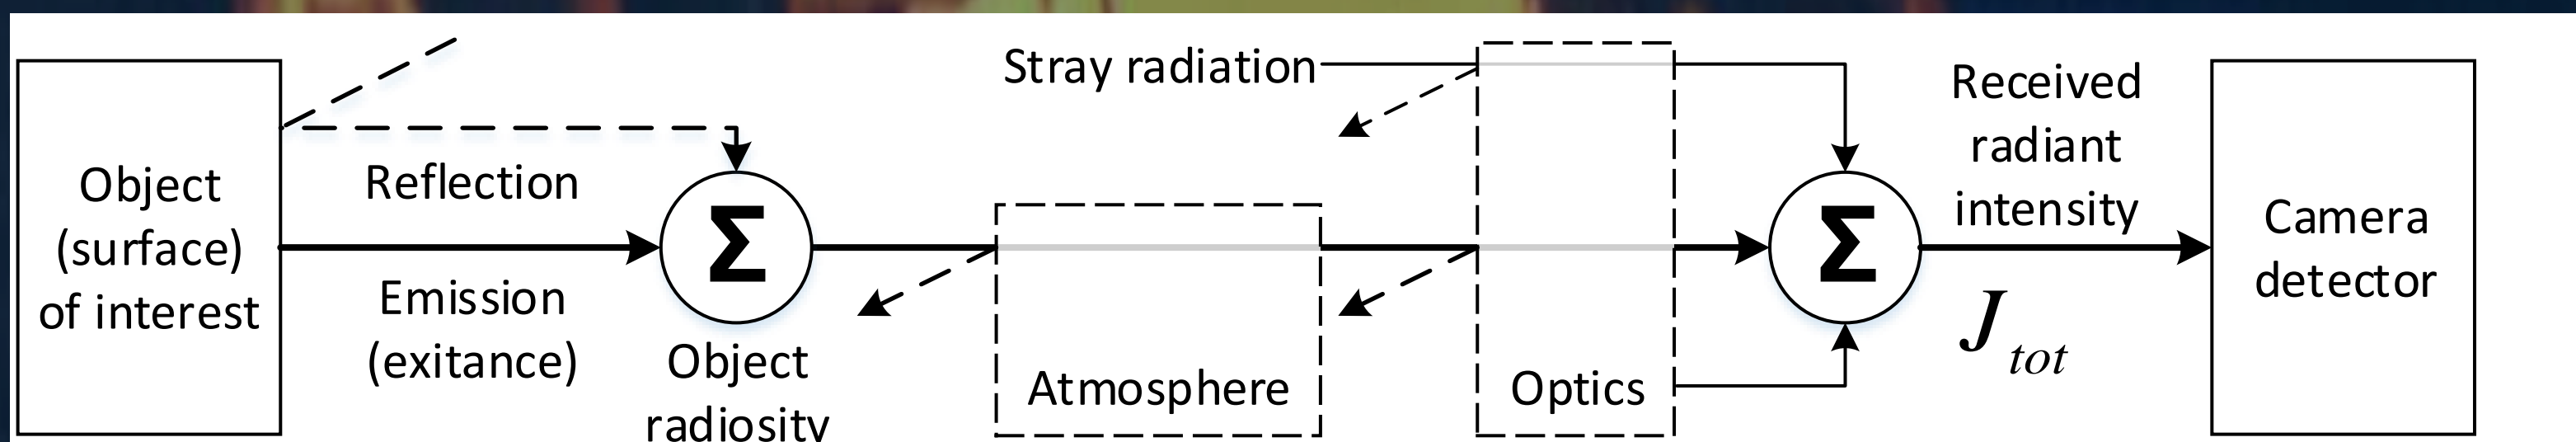 Object
(surface)
of interest
Reflection
Emission
(exitance)
Σ
Object
radiosity
Stray radiation
Atmosphere
Optics
Σ
Received
radiant
intensity
J tot
Camera
detector